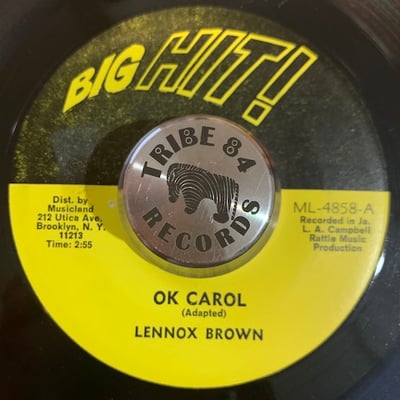 BIG HIT!
TRIBE 84
RECORDS
Dist. by
Musicland
212 Utica Ave.
Brooklyn, N. Y.
11213
Time: 2:55
ML-4858-A
Recorded in Ja.
L. A. Campbell
Rattie Music
Production
OK CAROL
(Adapted)
LENNOX BROWN